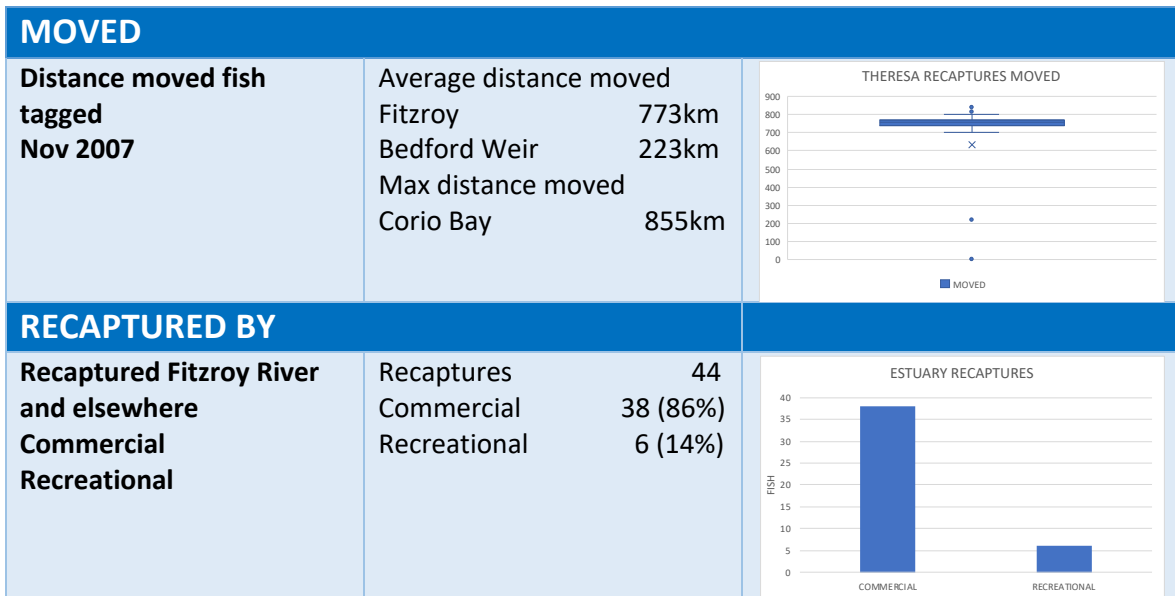 MOVED
Distance moved fish
tagged
Nov 2007
Average distance moved
Fitzroy 773km
Bedford Weir 223km
Max distance moved
Corio Bay 855km
THERESA RECAPTURES MOVED
900
800
700
600
500
400
300
200
100
0
MOVED
RECAPTURED BY
Recaptured Fitzroy River
and elsewhere
Commercial
Recreational
Recaptures 44
Commercial 38 (86%)
Recreational 6 (14%)
ESTUARY RECAPTURES
FISH
40
35
30
25
20
15
10
5
0
COMMERCIAL RECREATIONAL